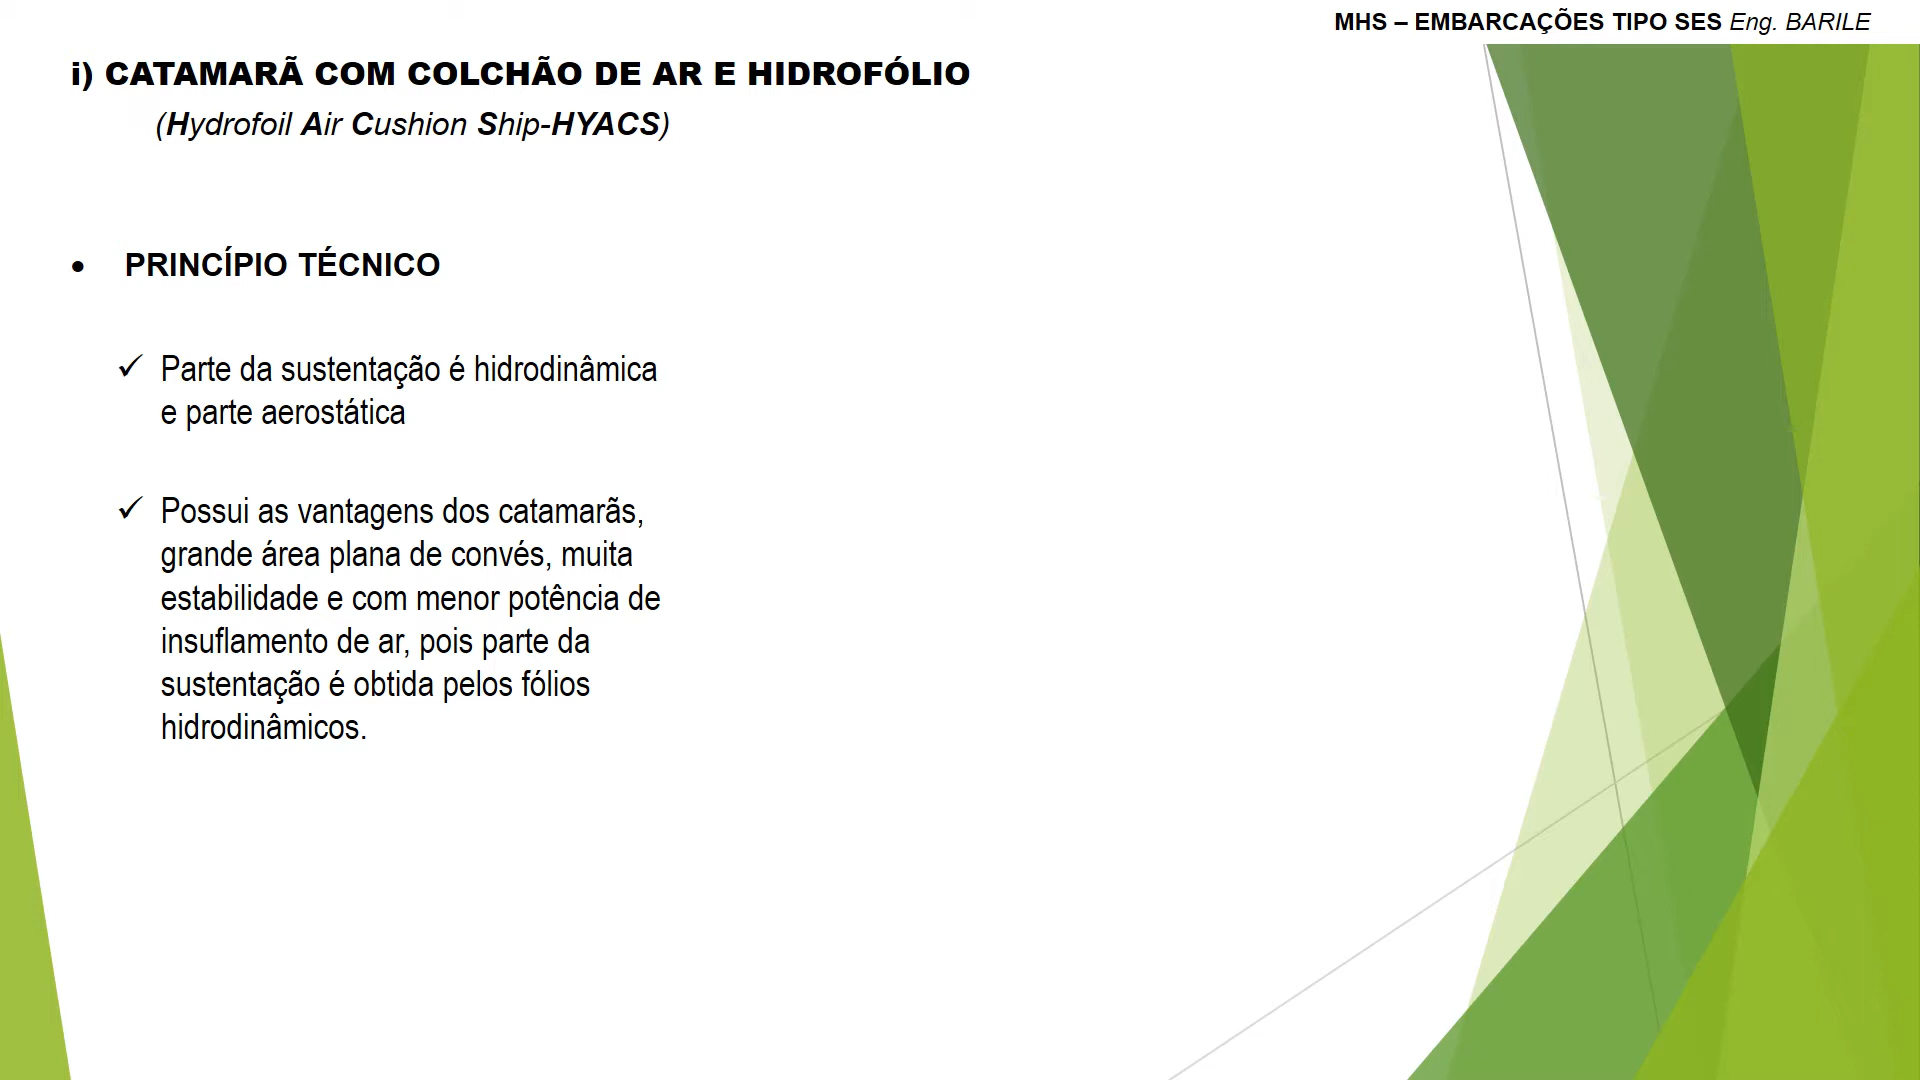 MHS – EMBARCAÇÕES TIPO SES Eng. BARILE
i) CATAMARÃ COM COLCHÃO DE AR E HIDROFÓLIO
(Hydrofoil Air Cushion Ship-HYACS)
• PRINCÍPIO TÉCNICO
✓ Parte da sustentação é hidrodinâmica
e parte aerostática
✓ Possui as vantagens dos catamarãs,
grande área plana de convés, muita
estabilidade e com menor potência de
insuflamento de ar, pois parte da
sustentação é obtida pelos fólios
hidrodinâmicos.